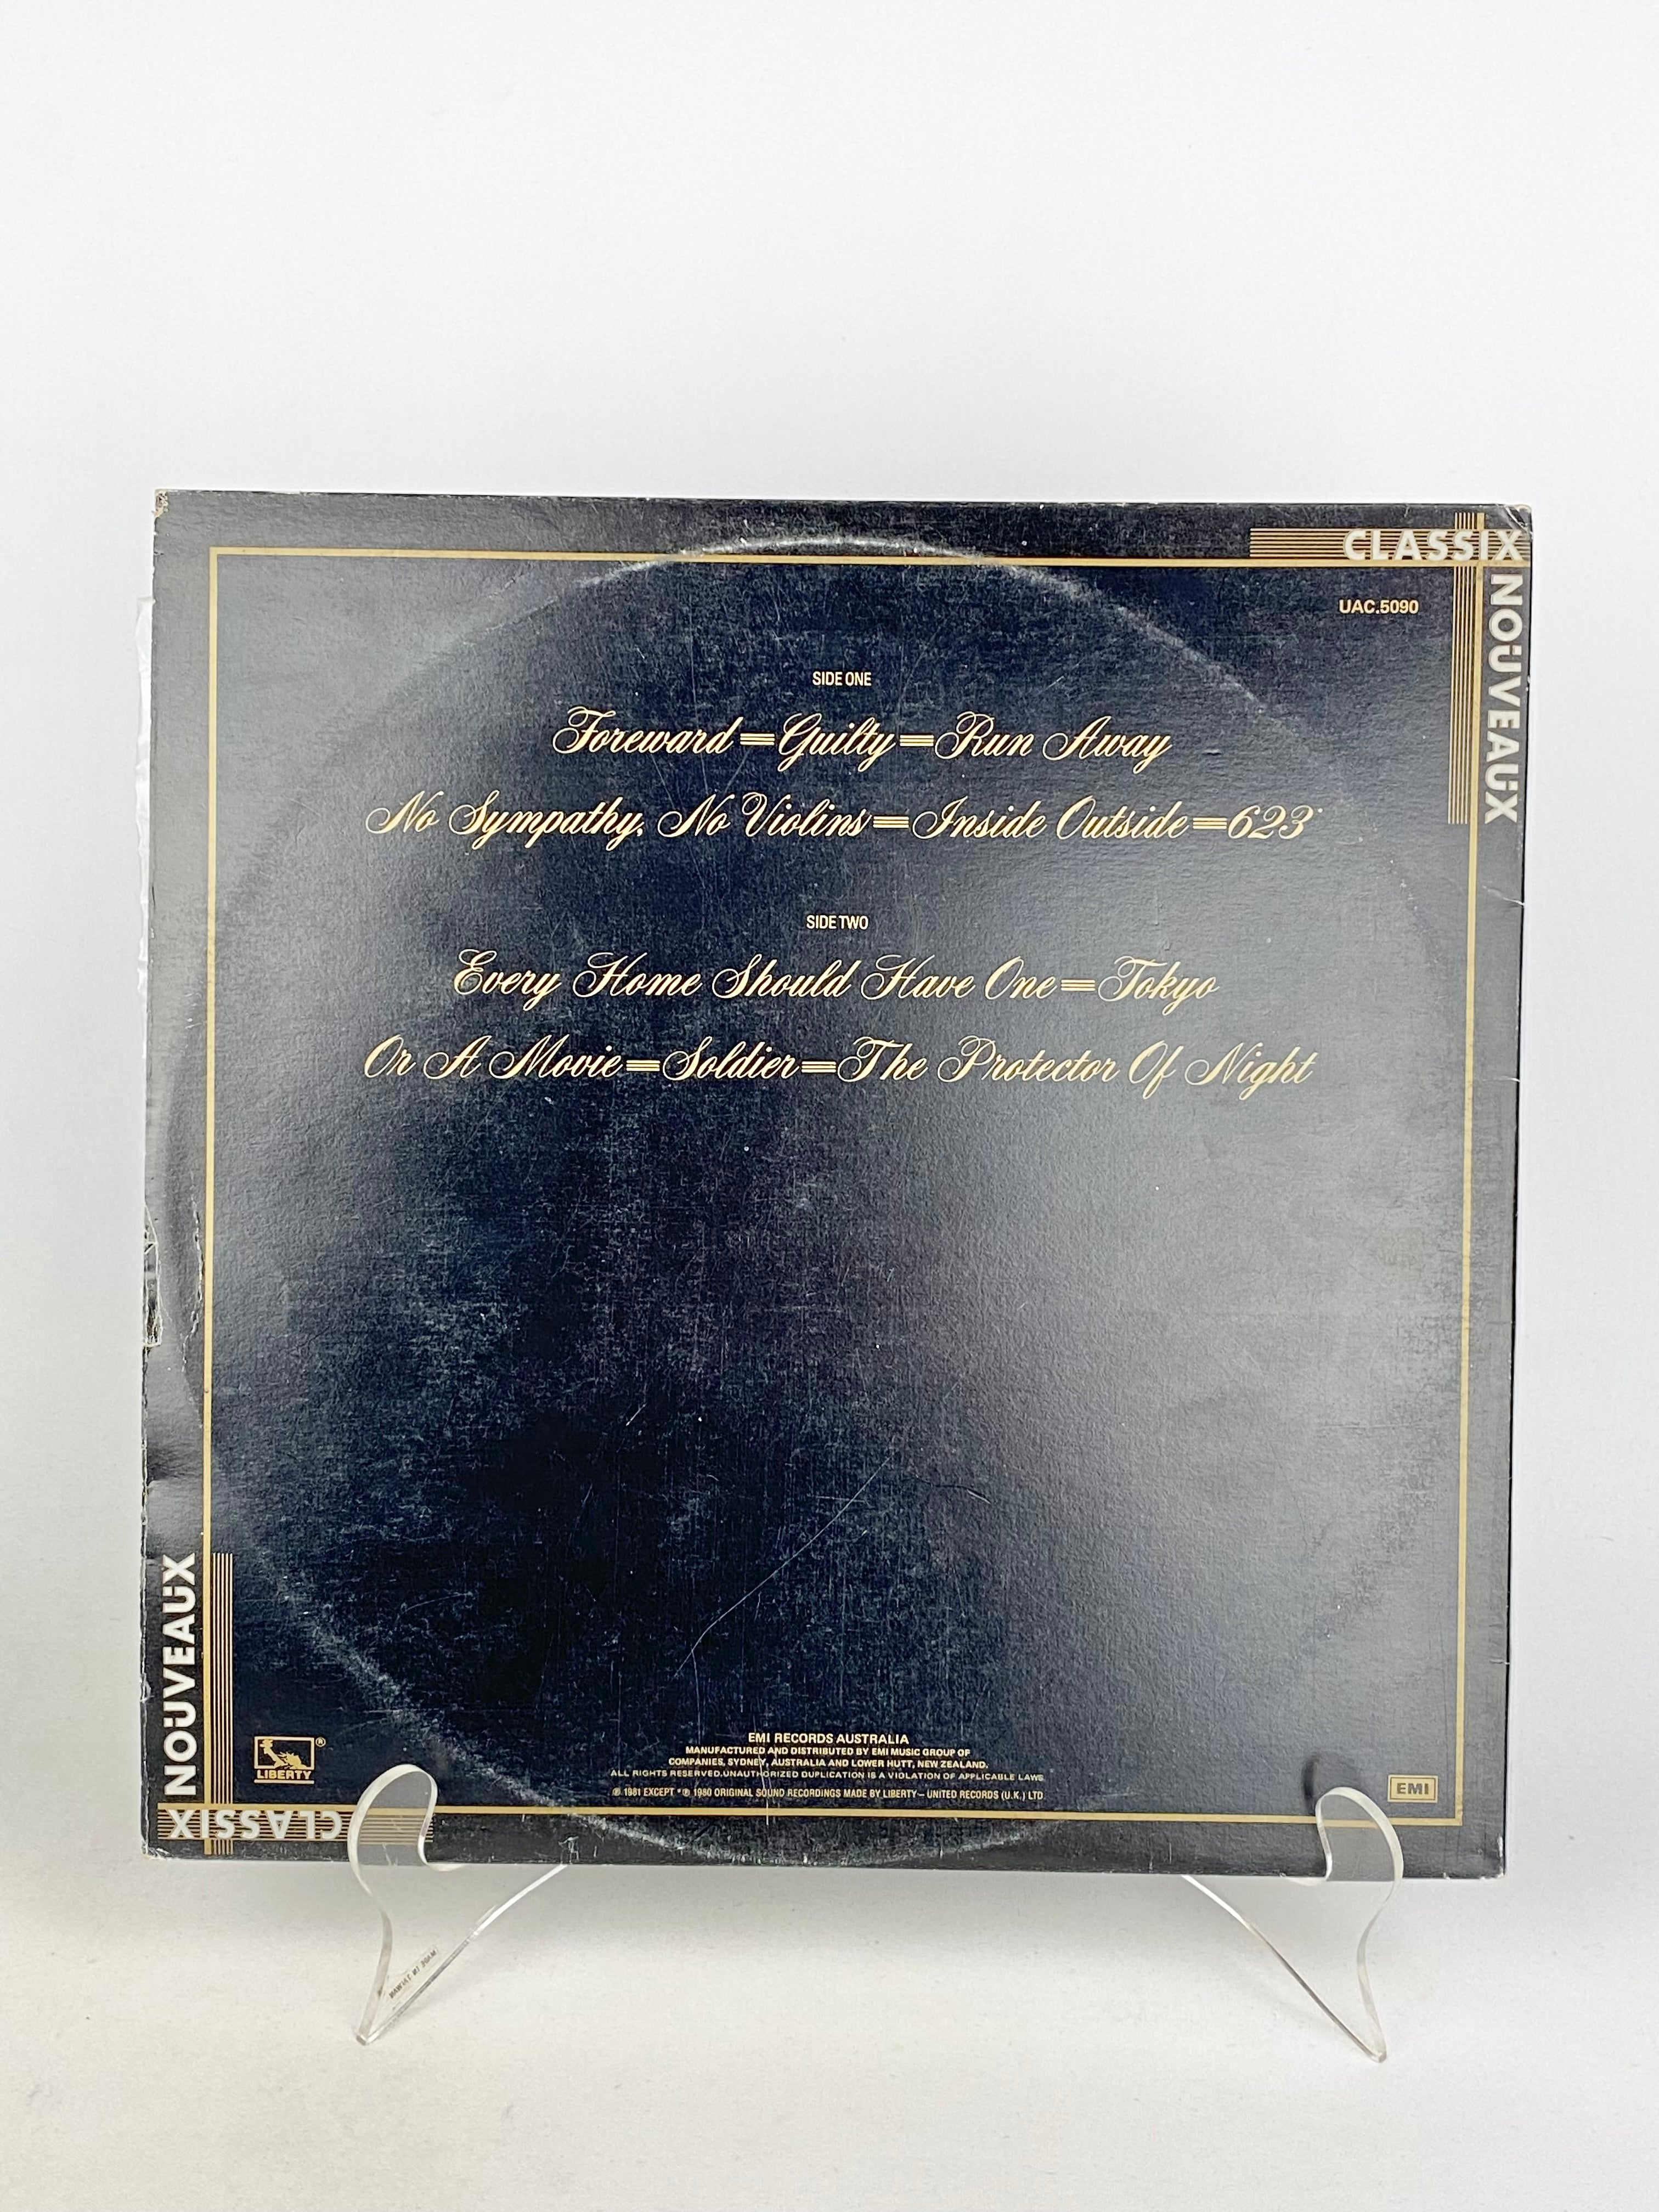 CLASSIX
NOUVEAUX
UAC.5090
SIDE ONE
Foreward=Guilty=Run Away
No Sympathy, No Violins=Inside Outside=623*
SIDE TWO
Every Home Should Have One=Tokyo
Or A Movie=Soldier=The Protector Of Night
NOUVEAUX
CLASSIX
LIBERTY®
EMI RECORDS AUSTRALIA
MANUFACTURED AND DISTRIBUTED BY EMI MUSIC GROUP OF
COMPANIES, SYDNEY, AUSTRALIA AND LOWER HUTT, NEW ZEALAND.
ALL RIGHTS RESERVED.UNAUTHORIZED DUPLICATION IS A VIOLATION OF APPLICABLE LAWS
℗ 1981 EXCEPT *℗ 1980 ORIGINAL SOUND RECORDINGS MADE BY LIBERTY–UNITED RECORDS (U.K.) LTD
EMI
MADE IN TAIWAN